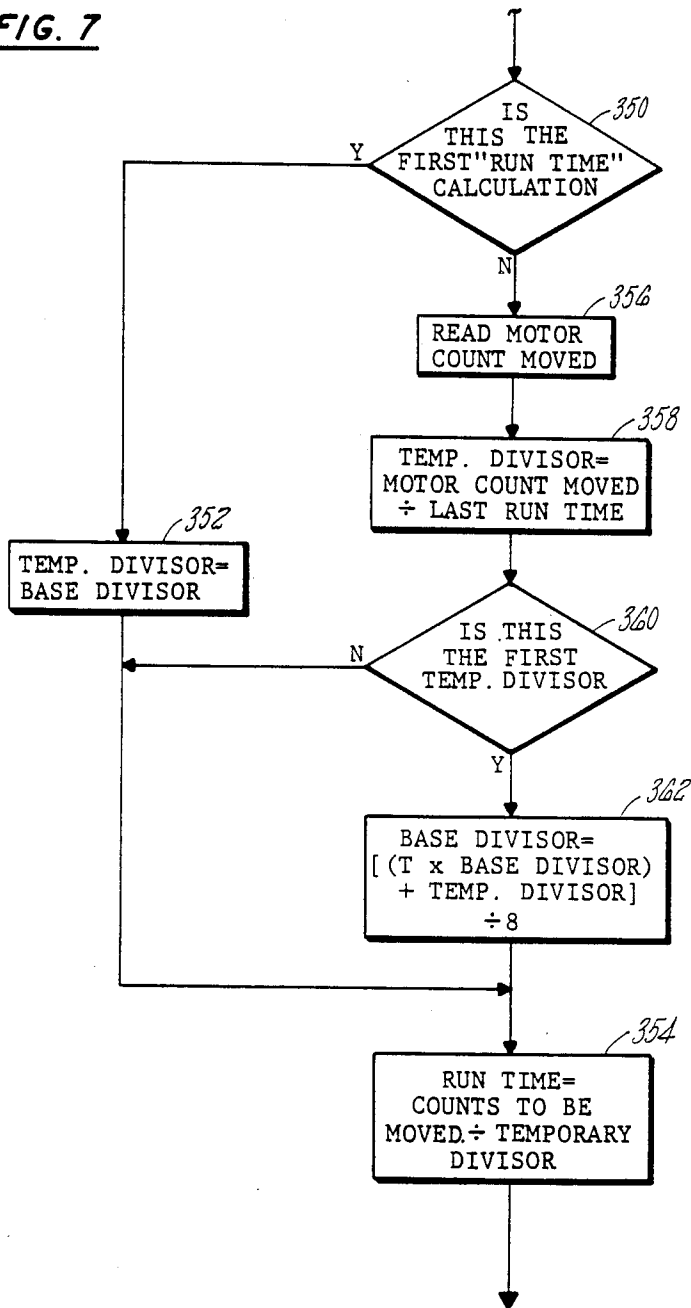 FIG. 7
IS
THIS THE
FIRST"RUN TIME"
CALCULATION
350
Y
N
356
READ MOTOR
COUNT MOVED
358
TEMP. DIVISOR=
MOTOR COUNT MOVED
÷ LAST RUN TIME
352
TEMP. DIVISOR=
BASE DIVISOR
360
IS THIS
THE FIRST
TEMP. DIVISOR
N
Y
362
BASE DIVISOR=
[(T x BASE DIVISOR)
+ TEMP. DIVISOR]
÷8
354
RUN TIME=
COUNTS TO BE
MOVED.÷ TEMPORARY
DIVISOR